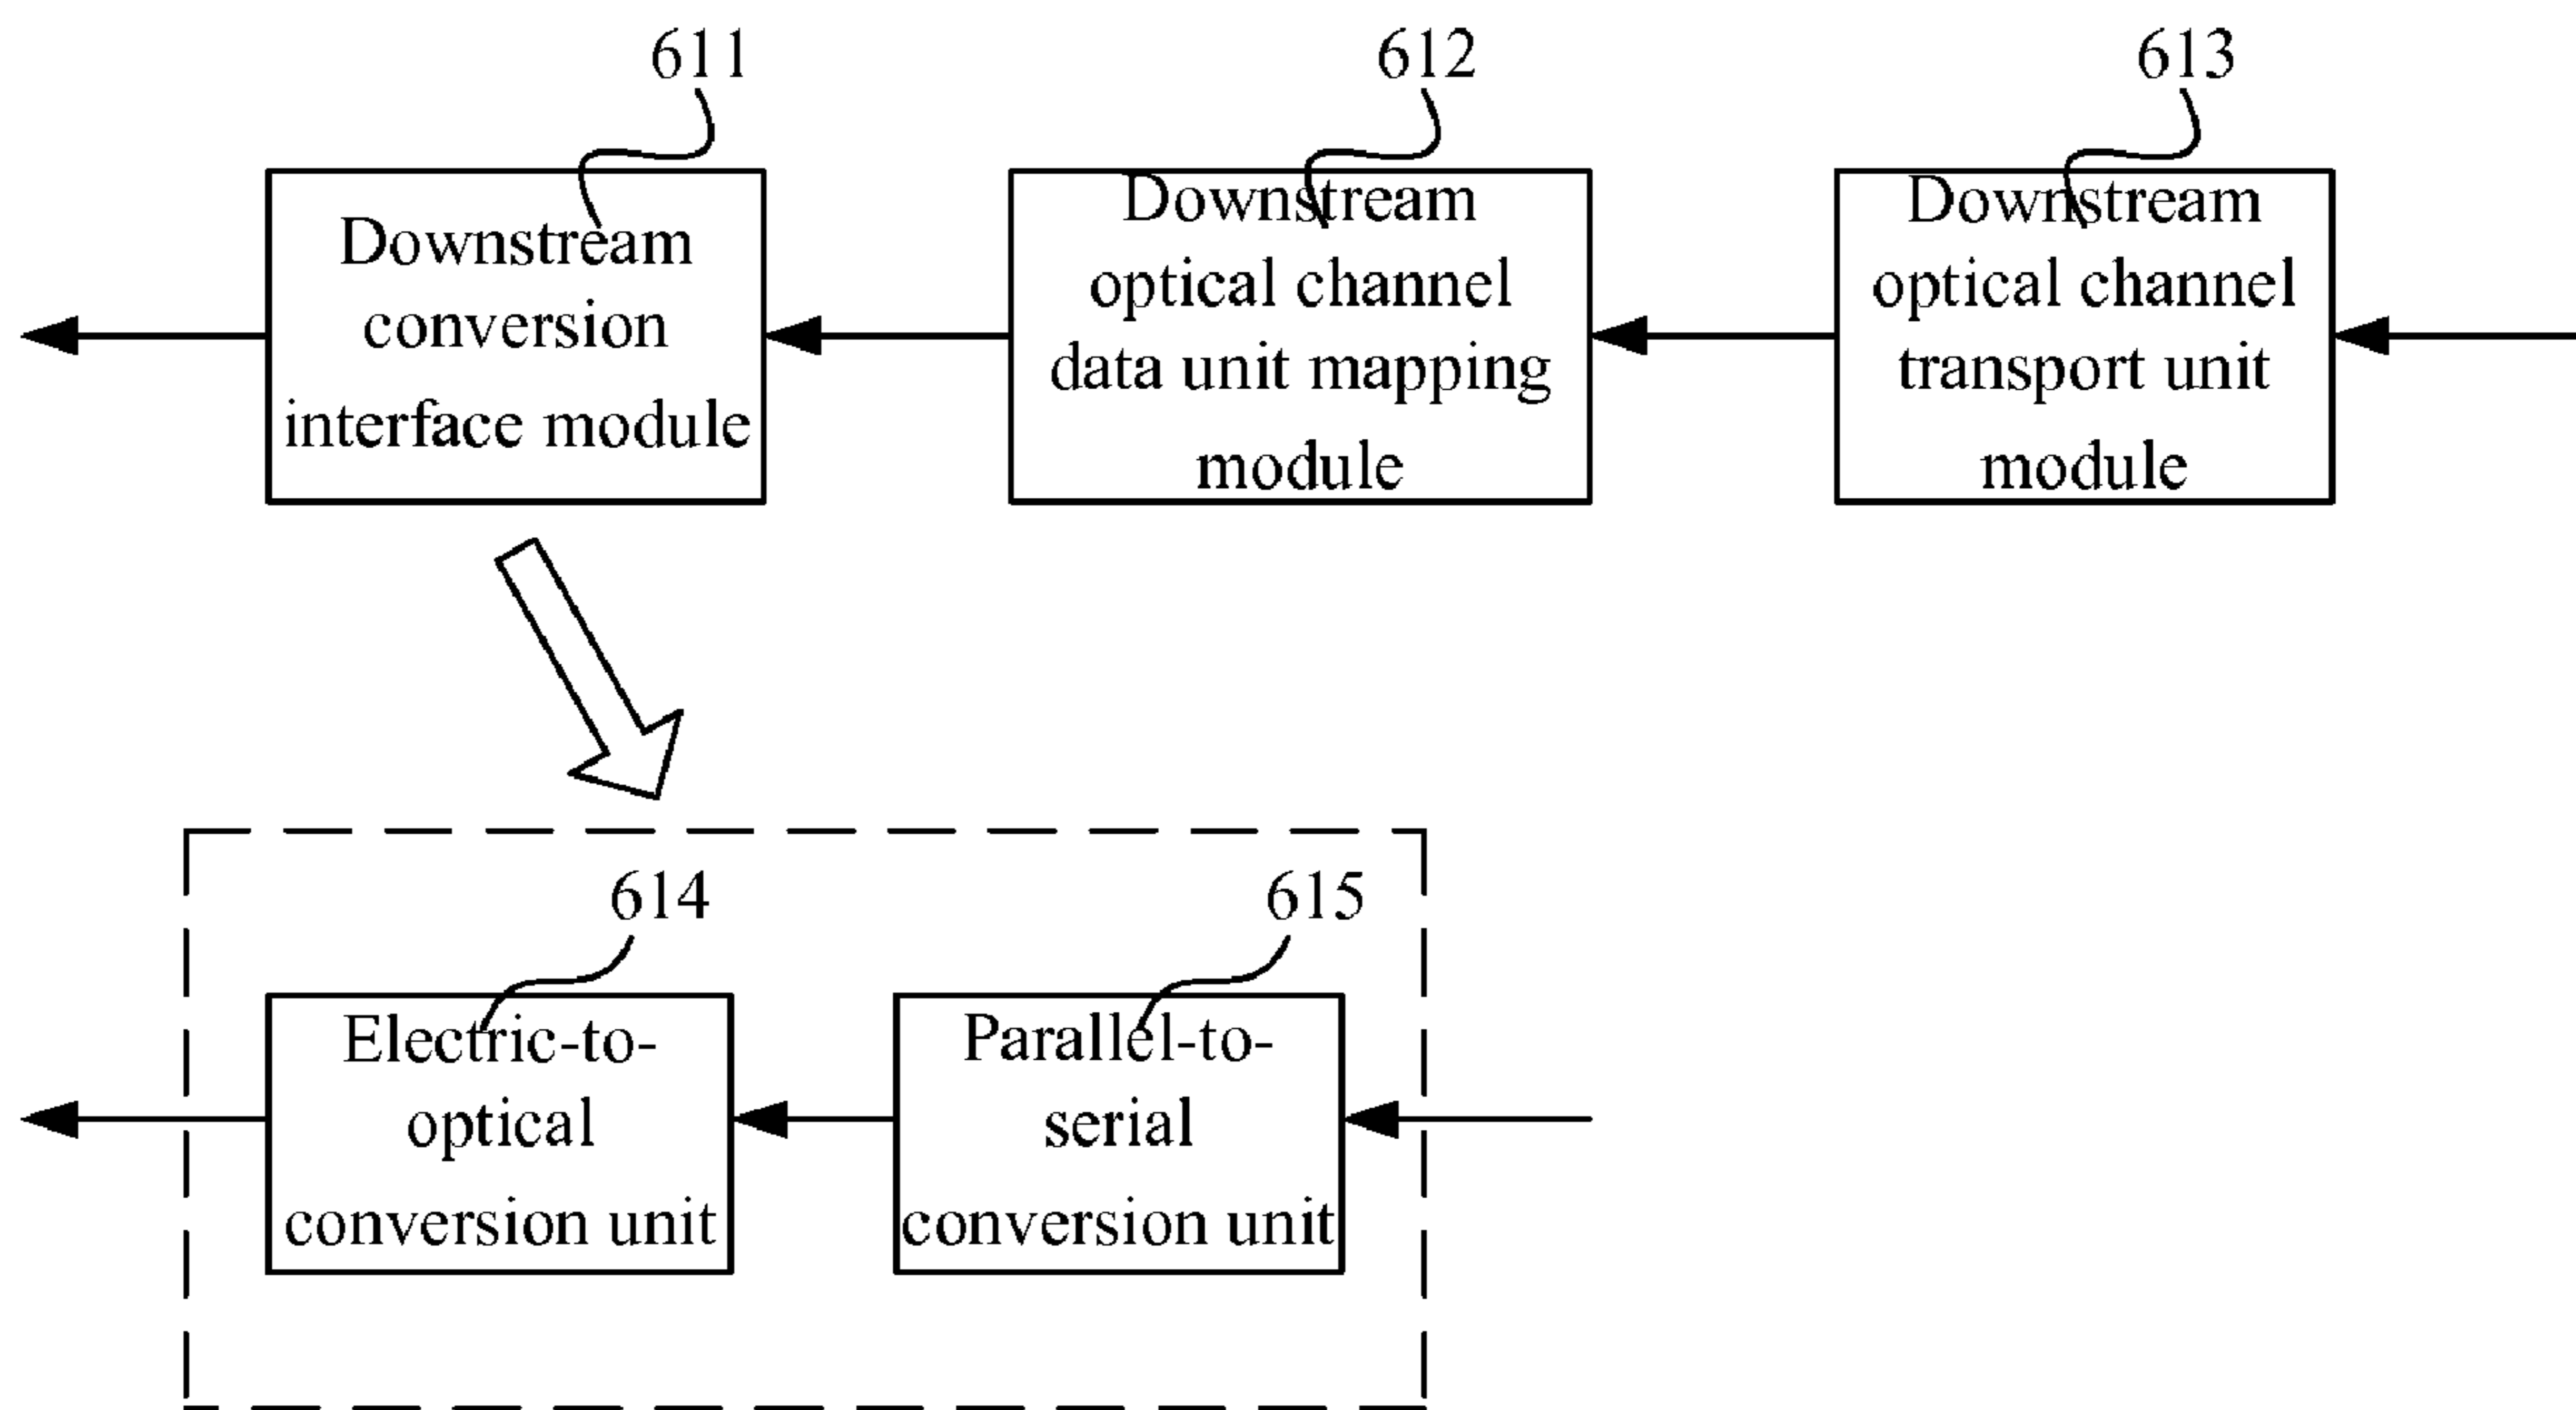 611
612
613
Downstream
conversion
interface module
Downstream
optical channel
data unit mapping
module
Downstream
optical channel
transport unit
module
614
615
Electric-to-
optical
conversion unit
Parallel-to-
serial
conversion unit